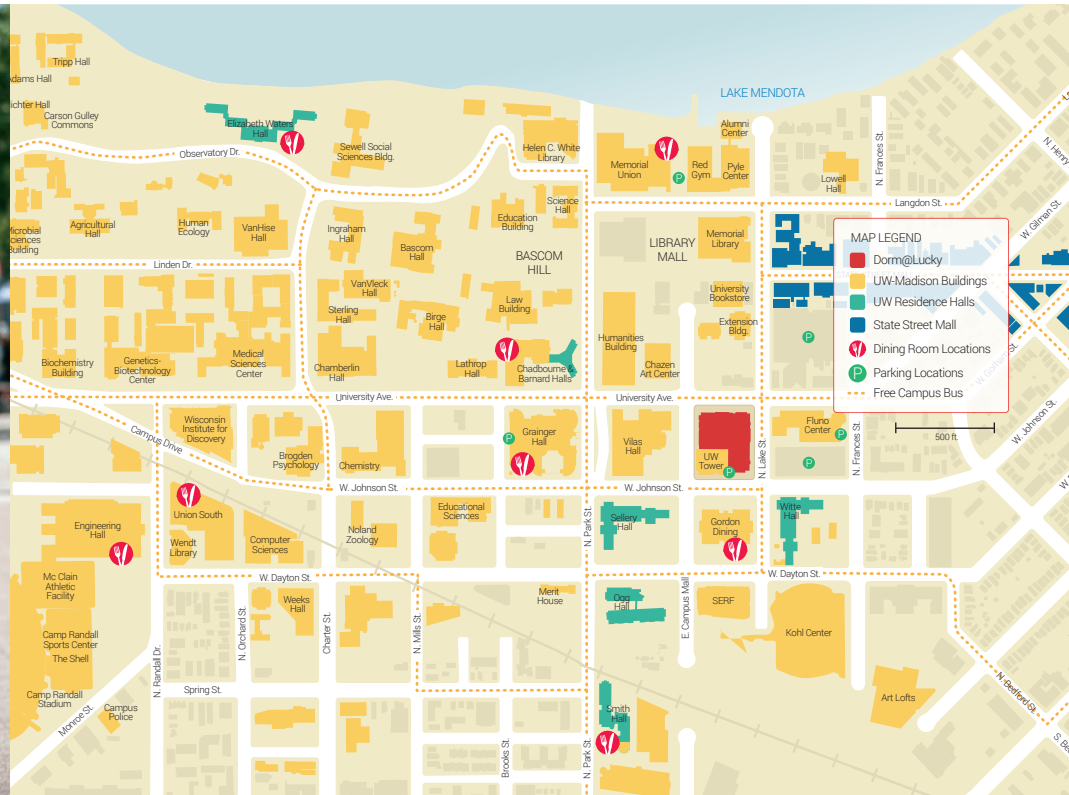 LAKE MENDOTA
Tripp Hall
dams Hall
ichter Hall
Carson Gulley
Commons
Elizabeth Waters
Hall
Observatory Dr.
Sewell Social
Sciences Bldg.
Helen C. White
Library
Memorial
Union
Red
Gym
P
Alumni
Center
Pyle
Center
Lowell
Hall
N. Frances St.
N. Henry
Langdon St.
W. Gilman St.
icrobial
ciences
Building
Agricultural
Hall
Human
Ecology
VanHise
Hall
Ingraham
Hall
Bascom
Hall
Education
Building
Science
Hall
BASCOM
HILL
LIBRARY
MALL
Memorial
Library
Linden Dr.
VanVleck
Hall
Sterling
Hall
Birge
Hall
Law
Building
University
Bookstore
Extension
Bldg.
Humanities
Building
Chazen
Art Center
Biochemistry
Building
Genetics-
Biotechnology
Center
Medical
Sciences
Center
Chamberlin
Hall
Lathrop
Hall
Chadbourne &
Barnard Halls
P
MAP LEGEND
Dorm@Lucky
UW-Madison Buildings
UW Residence Halls
State Street Mall
Dining Room Locations
P
Parking Locations
Free Campus Bus
500 ft.
W. Johnson St.
University Ave.
University Ave.
Campus Drive
Wisconsin
Institute for
Discovery
Brogden
Psychology
Chemistry
P
Grainger
Hall
Vilas
Hall
UW
Tower
P
N. Lake St.
Fluno
Center
P
P
N. Frances St.
W. Johnson St.
W. Johnson St.
Engineering
Hall
Union South
Wendt
Library
Computer
Sciences
Noland
Zoology
Educational
Sciences
N. Park St.
Sellery
Hall
Gordon
Dining
Witte
Hall
W. Dayton St.
W. Dayton St.
Mc Clain
Athletic
Facility
Camp Randall
Sports Center
The Shell
Camp Randall
Stadium
Monroe St.
Campus
Police
N. Randall Dr.
N. Orchard St.
Weeks
Hall
Charter St.
N. Mills St.
Merit
House
Ogg
Hall
E. Campus Mall
SERF
Kohl Center
Art Lofts
N. Bedford St.
S. Be
Spring St.
Brooks St.
N. Park St.
Smith
Hall